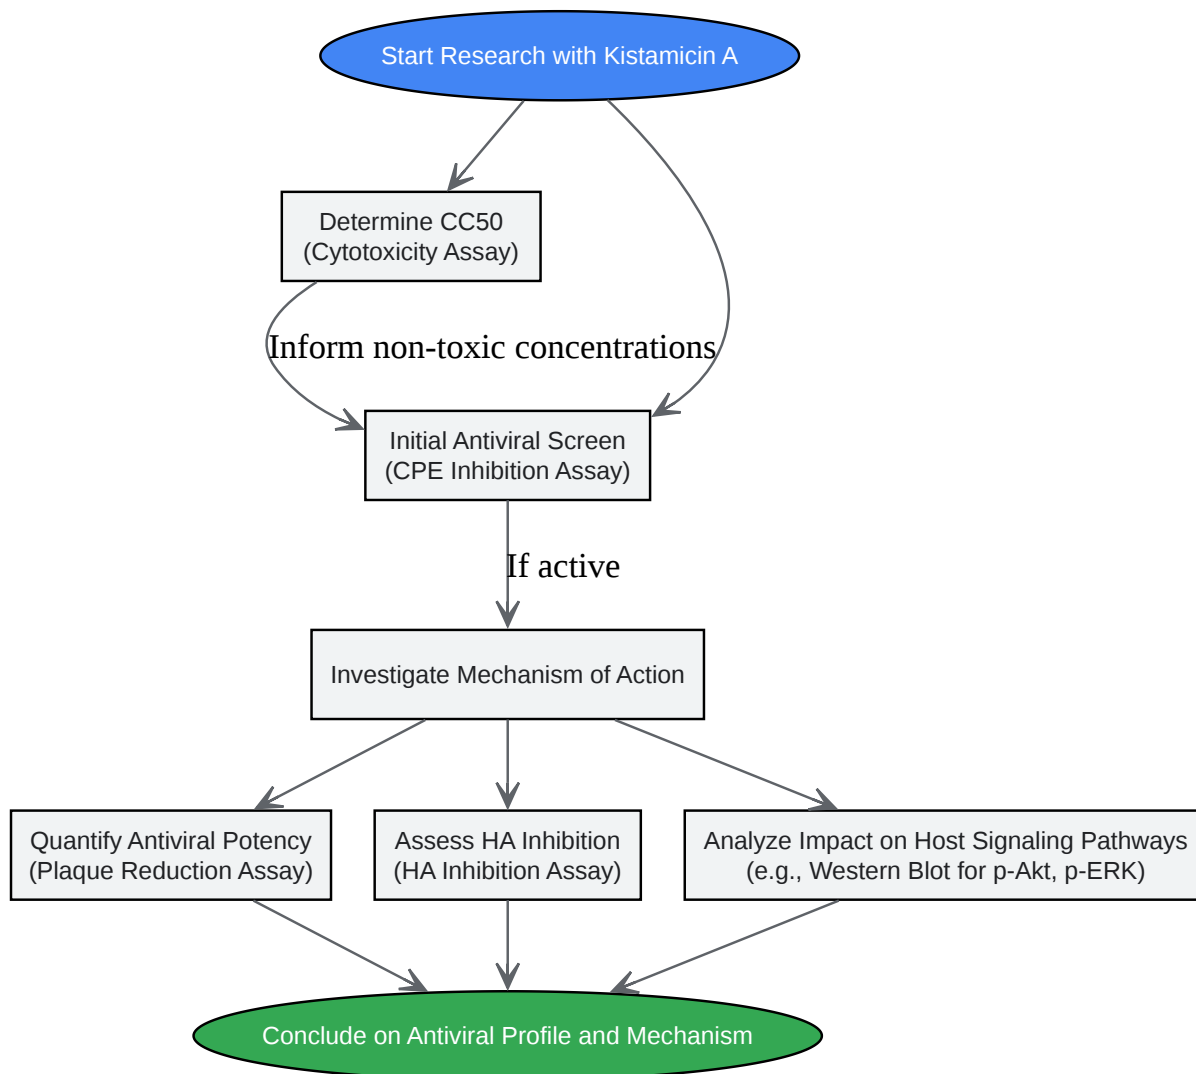 Start Research with Kistamicin A
Determine CC50
(Cytotoxicity Assay)
Inform non-toxic concentrations
Initial Antiviral Screen
(CPE Inhibition Assay)
If active
Investigate Mechanism of Action
Quantify Antiviral Potency
(Plaque Reduction Assay)
Assess HA Inhibition
(HA Inhibition Assay)
Analyze Impact on Host Signaling Pathways
(e.g., Western Blot for p-Akt, p-ERK)
Conclude on Antiviral Profile and Mechanism